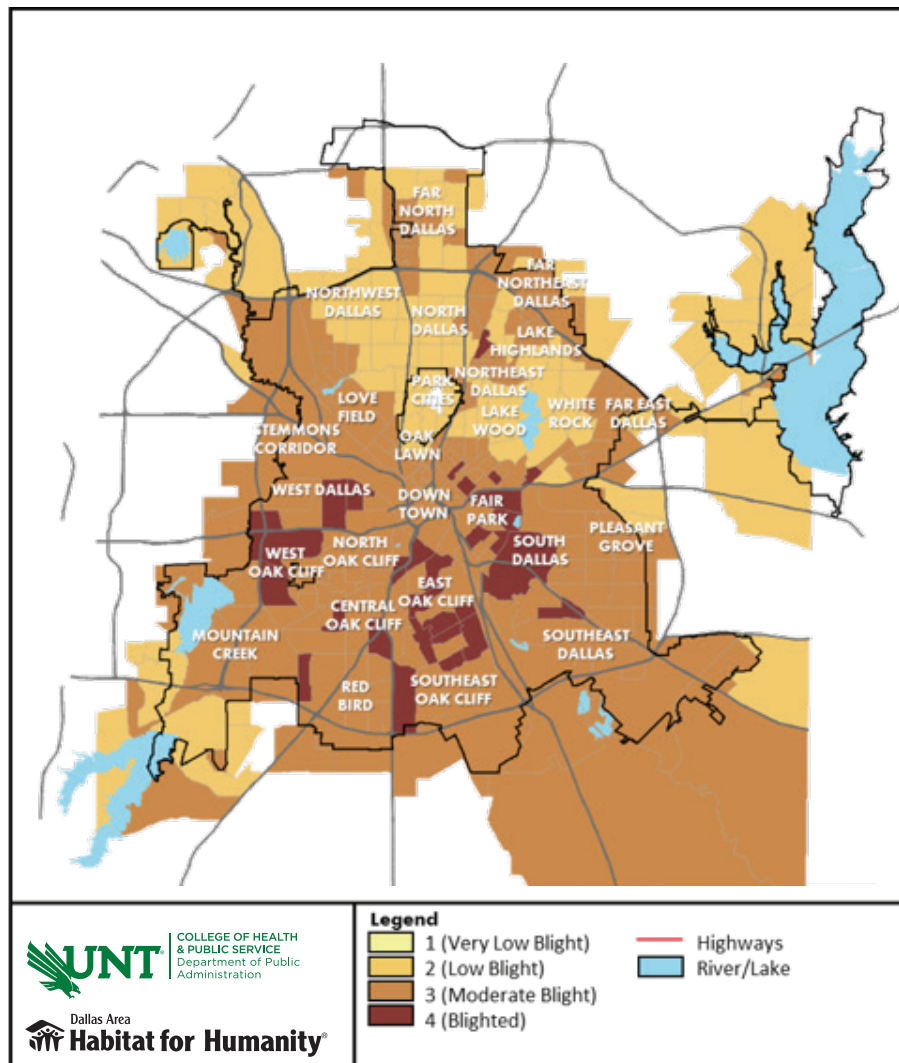 FAR
NORTH
DALLAS
FAR
NORTHEAST
DALLAS
NORTHWEST
DALLAS
NORTH
DALLAS
LAKE
HIGHLANDS
NORTHEAST
DALLAS
PARK
CITIES
LOVE
FIELD
LAKE
WOOD
WHITE
ROCK
FAR EAST
DALLAS
STEMMONS
CORRIDOR
OAK
LAWN
WEST DALLAS
DOWN
TOWN
FAIR
PARK
PLEASANT
GROVE
WEST
OAK CLIFF
NORTH
OAK CLIFF
SOUTH
DALLAS
EAST
OAK CLIFF
CENTRAL
OAK CLIFF
MOUNTAIN
CREEK
SOUTHEAST
DALLAS
RED
BIRD
SOUTHEAST
OAK CLIFF
UNT®
COLLEGE OF HEALTH
& PUBLIC SERVICE
Department of Public
Administration
Dallas Area
Habitat for Humanity®
Legend
1 (Very Low Blight)
2 (Low Blight)
3 (Moderate Blight)
4 (Blighted)
Highways
River/Lake